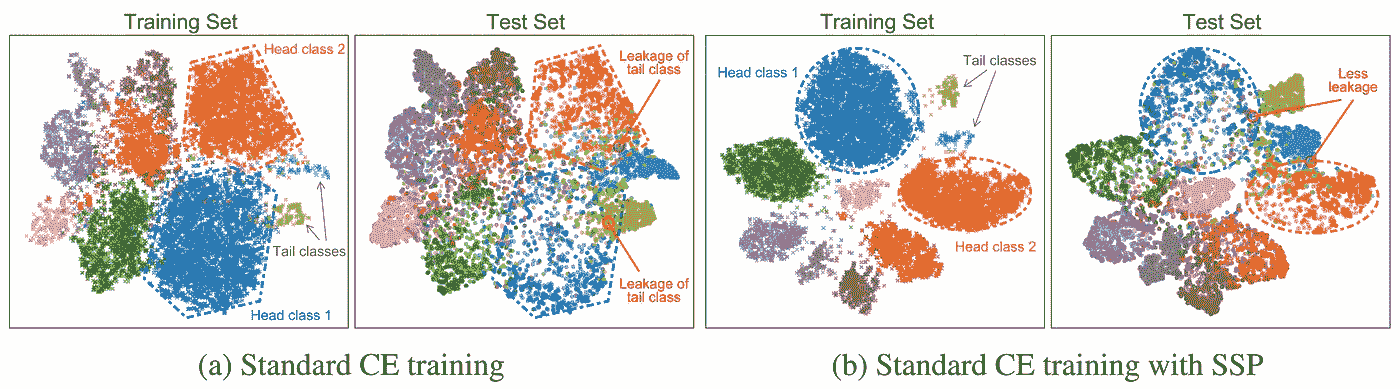 Training Set
Test Set
Head class 2
Leakage of
tail class
Tail classes
Leakage of
tail class
Head class 1
(a) Standard CE training
Training Set
Test Set
Head class 1
Tail classes
Less
leakage
Head class 2
(b) Standard CE training with SSP